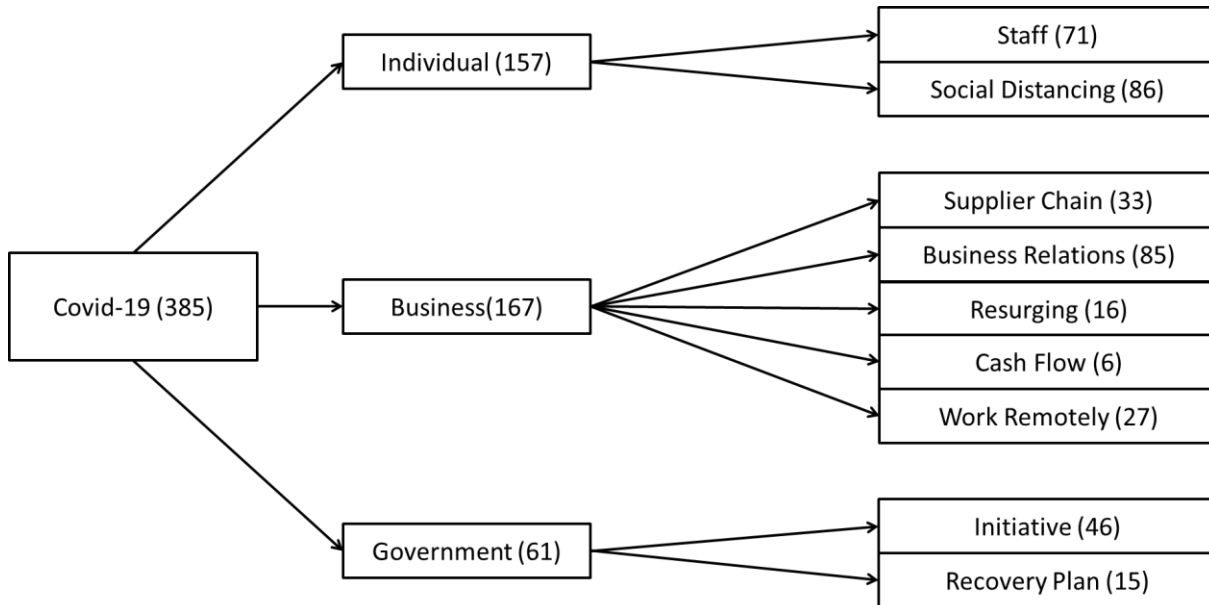 Staff (71)
Individual (157)
Social Distancing (86)
Supplier Chain (33)
Business Relations (85)
Covid-19 (385)
Business(167)
Resurging (16)
Cash Flow (6)
Work Remotely (27)
Initiative (46)
Government (61)
Recovery Plan (15)